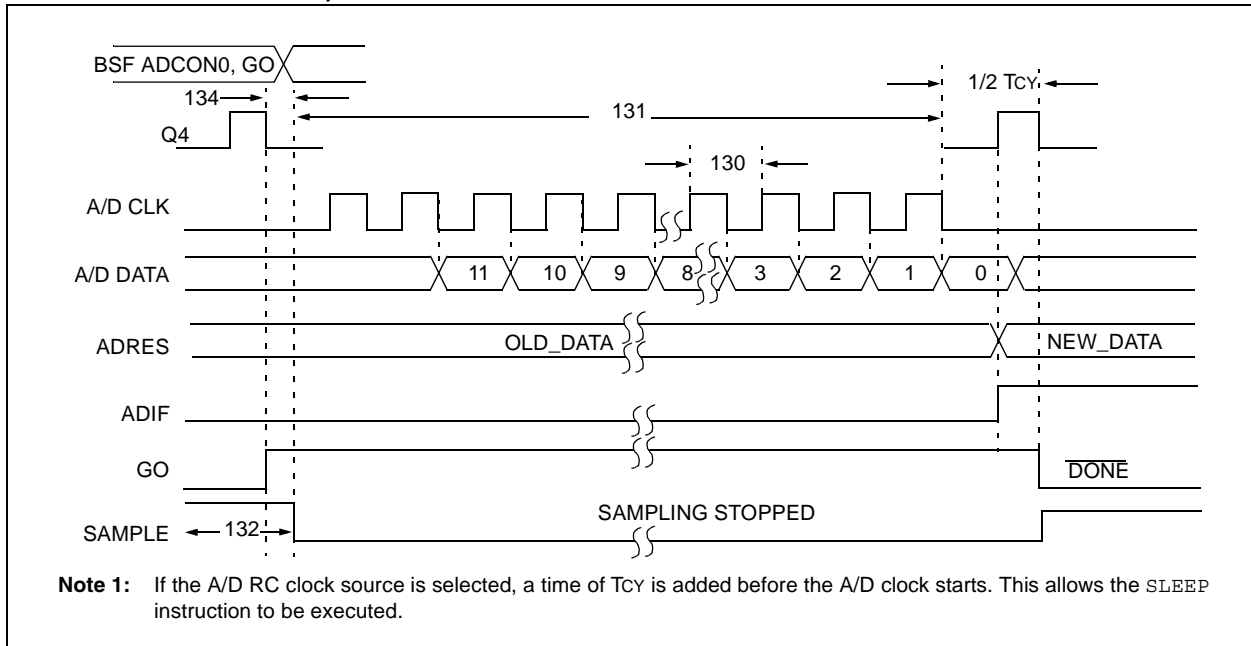 BSF ADCON0, GO
134
1/2 TCY
131
Q4
130
A/D CLK
A/D DATA 11 10 9 8 3 2 1 0
ADRES OLD_DATA NEW_DATA
ADIF
GO DONE
SAMPLE 132 SAMPLING STOPPED
Note 1: If the A/D RC clock source is selected, a time of TCY is added before the A/D clock starts. This allows the SLEEP
instruction to be executed.